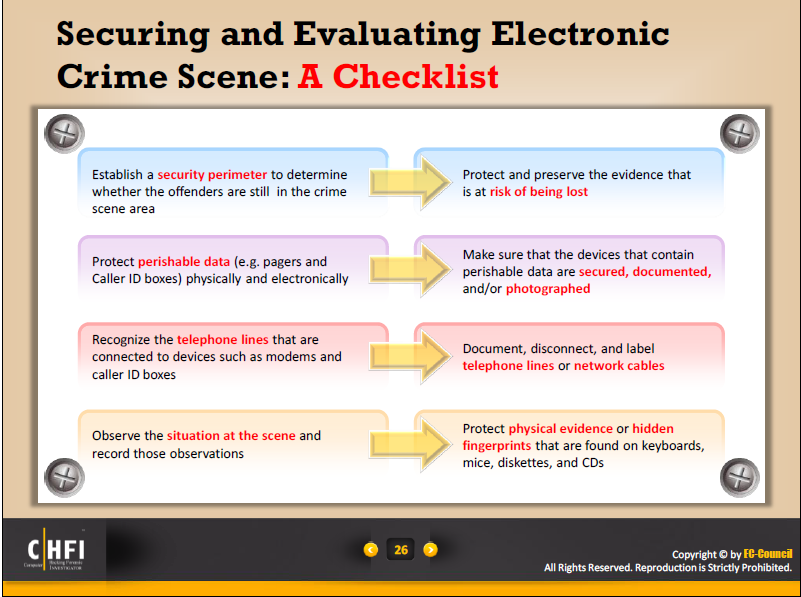 Securing and Evaluating Electronic
Crime Scene: A Checklist
Establish a security perimeter to determine
whether the offenders are still in the crime
scene area
Protect and preserve the evidence that
is at risk of being lost
Protect perishable data (e.g. pagers and
Caller ID boxes) physically and electronically
Make sure that the devices that contain
perishable data are secured, documented,
and/or photographed
Recognize the telephone lines that are
connected to devices such as modems and
caller ID boxes
Document, disconnect, and label
telephone lines or network cables
Observe the situation at the scene and
record those observations
Protect physical evidence or hidden
fingerprints that are found on keyboards,
mice, diskettes, and CDs
CHFI
Computer Hacking Forensic
INVESTIGATOR
26
Copyright © by EC-Council
All Rights Reserved. Reproduction is Strictly Prohibited.